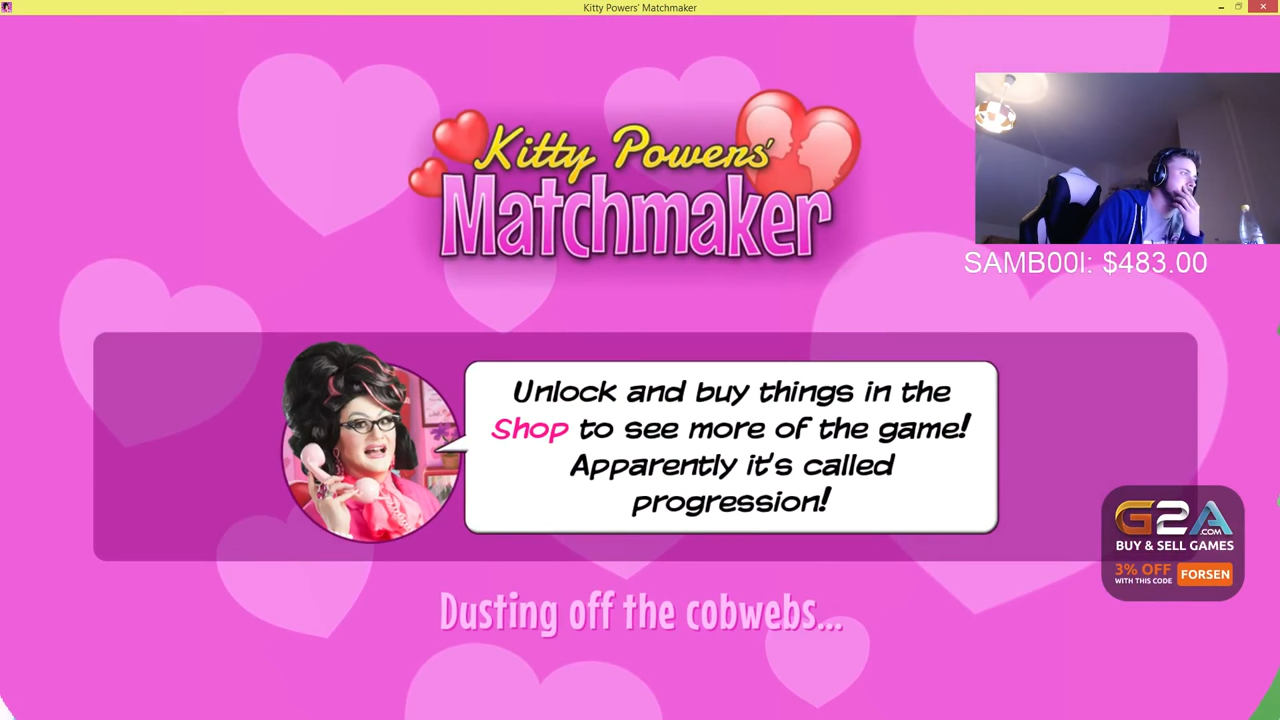 Kitty Powers' Matchmaker
Kitty Powers'
Matchmaker
SAMB00l: $483.00
Unlock and buy things in the
Shop to see more of the game!
Apparently it's called
progression!
G2A
.COM
BUY & SELL GAMES
3% OFF
WITH THIS CODE
FORSEN
Dusting off the cobwebs...